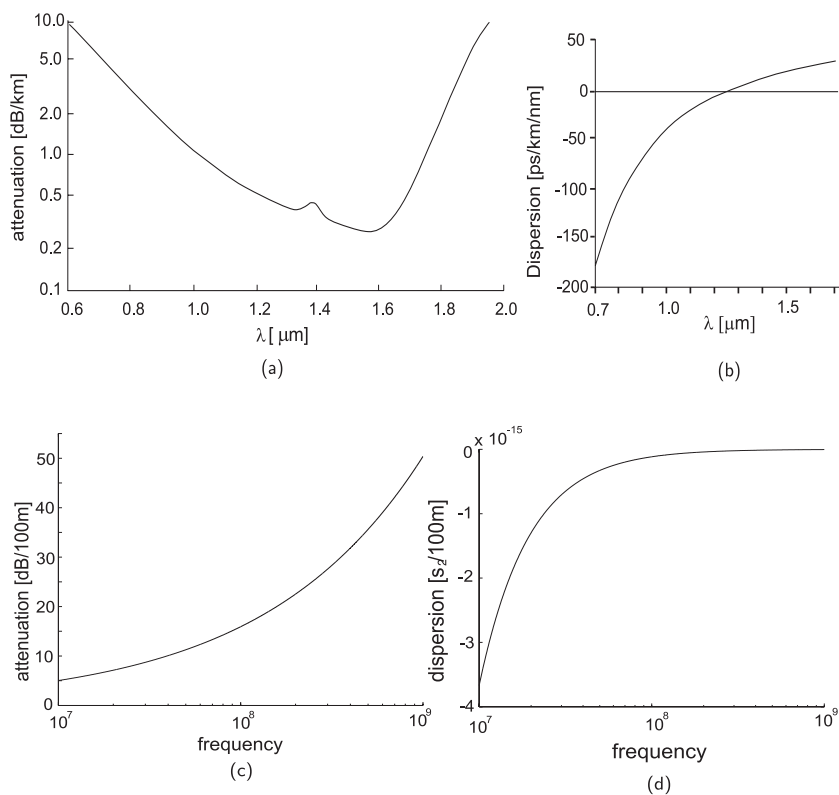 attenuation [dB/km]
10.0
5.0
2.0
1.0
0.5
0.2
0.1
0.6 0.8 1.0 1.2 1.4 1.6 1.8 2.0
λ[ μm]
(a)
Dispersion [ps/km/nm]
50
0
-50
-100
-150
-200
0.7 1.0 1.5
λ [μm]
(b)
attenuation [dB/100m]
50
40
30
20
10
0
10^7 10^8 10^9
frequency
(c)
x 10^-15
dispersion [s_2/100m]
0
-1
-2
-3
-4
10^7 10^8 10^9
frequency
(d)